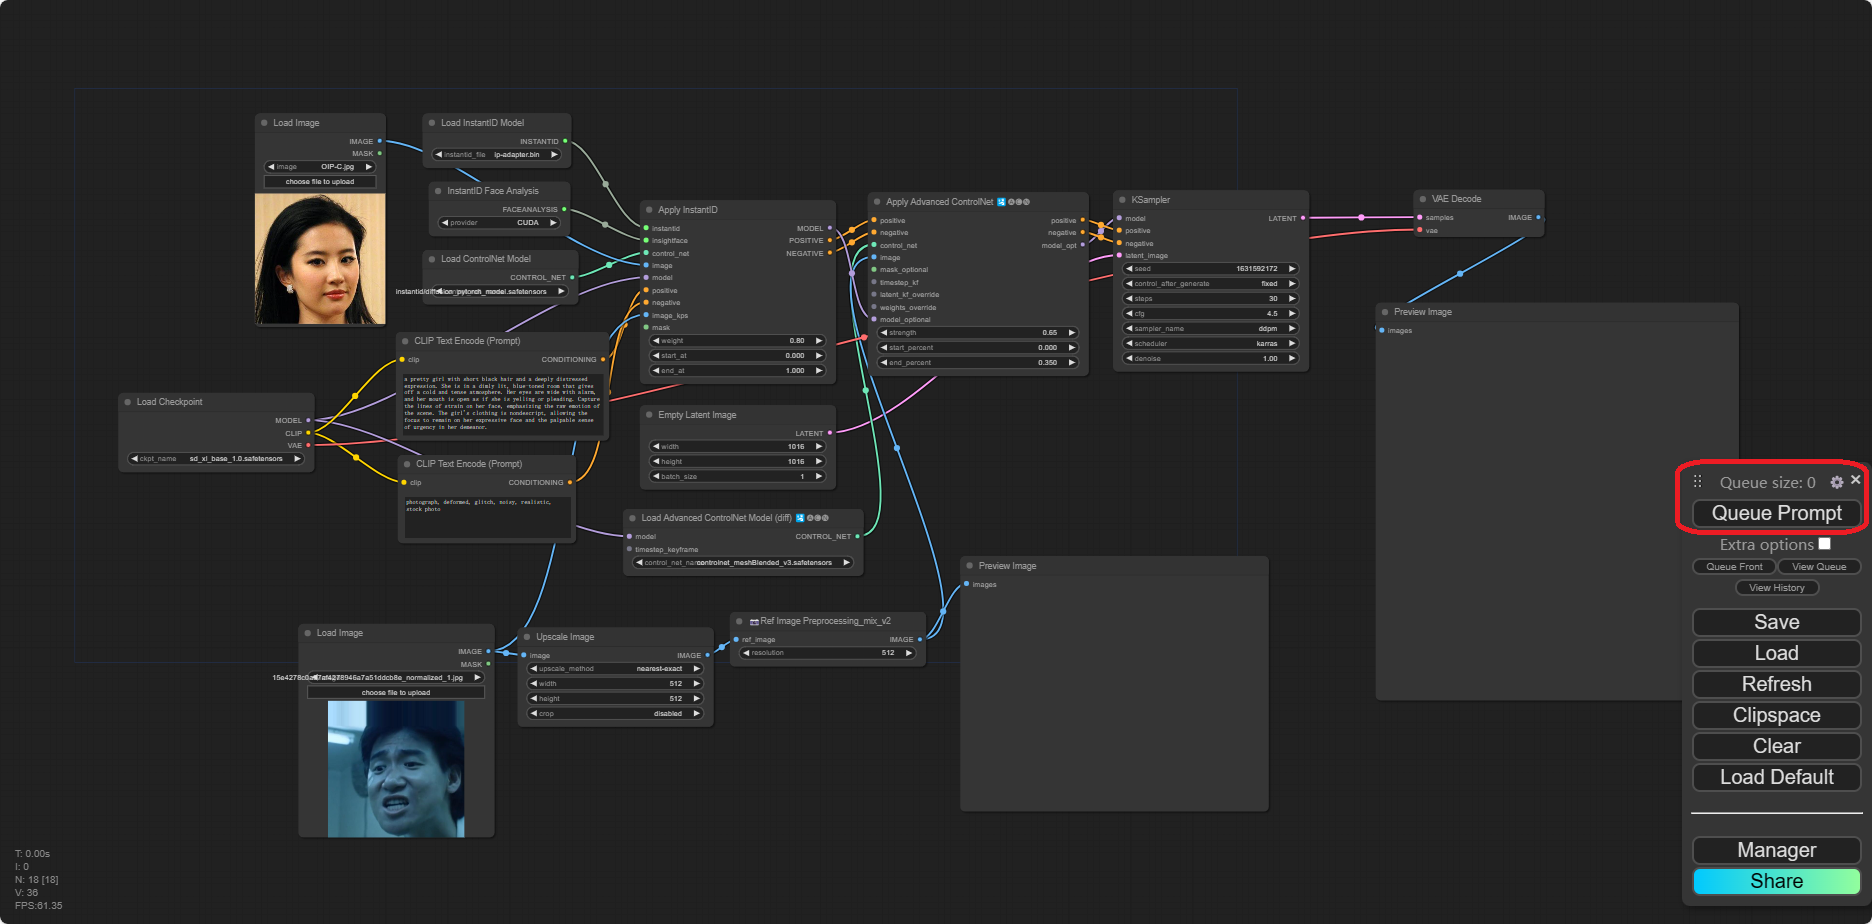 Load Image
IMAGE
MASK
image OIP-C.jpg
choose file to upload
Load InstantID Model
INSTANTID
instantid_file ip-adapter.bin
InstantID Face Analysis
FACEANALYSIS
provider CUDA
Load ControlNet Model
CONTROL_NET
CLIP Text Encode (Prompt)
clip CONDITIONING
a pretty girl with short black hair and a deeply distressed
expression. She is in a dimly lit, blue-toned room that gives
off a cold and tense atmosphere. Her eyes are wide with alarm,
and her mouth is open as if she is yelling or pleading. Capture
the lines of strain on her face, emphasizing the raw emotion of
the scene. The girl's clothing is nondescript, allowing the
focus to remain on her expressive face and the palpable sense
of urgency in her demeanor.
Load Checkpoint
MODEL
CLIP
VAE
ckpt_name sd_xl_base_1.0.safetensors
CLIP Text Encode (Prompt)
clip CONDITIONING
photograph, deformed, glitch, noisy, realistic,
stock photo
Apply InstantID
instantid MODEL
insightface POSITIVE
control_net NEGATIVE
image
model
positive
negative
image_kps
mask
weight 0.80
start_at 0.000
end_at 1.000
Empty Latent Image
LATENT
width 1016
height 1016
batch_size 1
Load Advanced ControlNet Model (diff)
model CONTROL_NET
timestep_keyframe
controlnet_meshBlended_v3.safetensors
Apply Advanced ControlNet
positive positive
negative negative
control_net model_opt
image
mask_optional
timestep_kf
latent_kf_override
weights_override
model_optional
strength 0.65
start_percent 0.000
end_percent 0.350
KSampler
model LATENT
positive
negative
latent_image
seed 1631592172
control_after_generate fixed
steps 30
cfg 4.5
sampler_name ddpm
scheduler karras
denoise 1.00
VAE Decode
samples IMAGE
vae
Preview Image
images
Preview Image
images
Load Image
IMAGE
MASK
choose file to upload
Upscale Image
image IMAGE
upscale_method nearest-exact
width 512
height 512
crop disabled
Ref Image Preprocessing_mix_v2
ref_image IMAGE
resolution 512
Queue size: 0
Queue Prompt
Extra options
Queue Front View Queue
View History
Save
Load
Refresh
Clipspace
Clear
Load Default
Manager
Share
T: 0.00s
I: 0
N: 18 [18]
V: 36
FPS:61.35